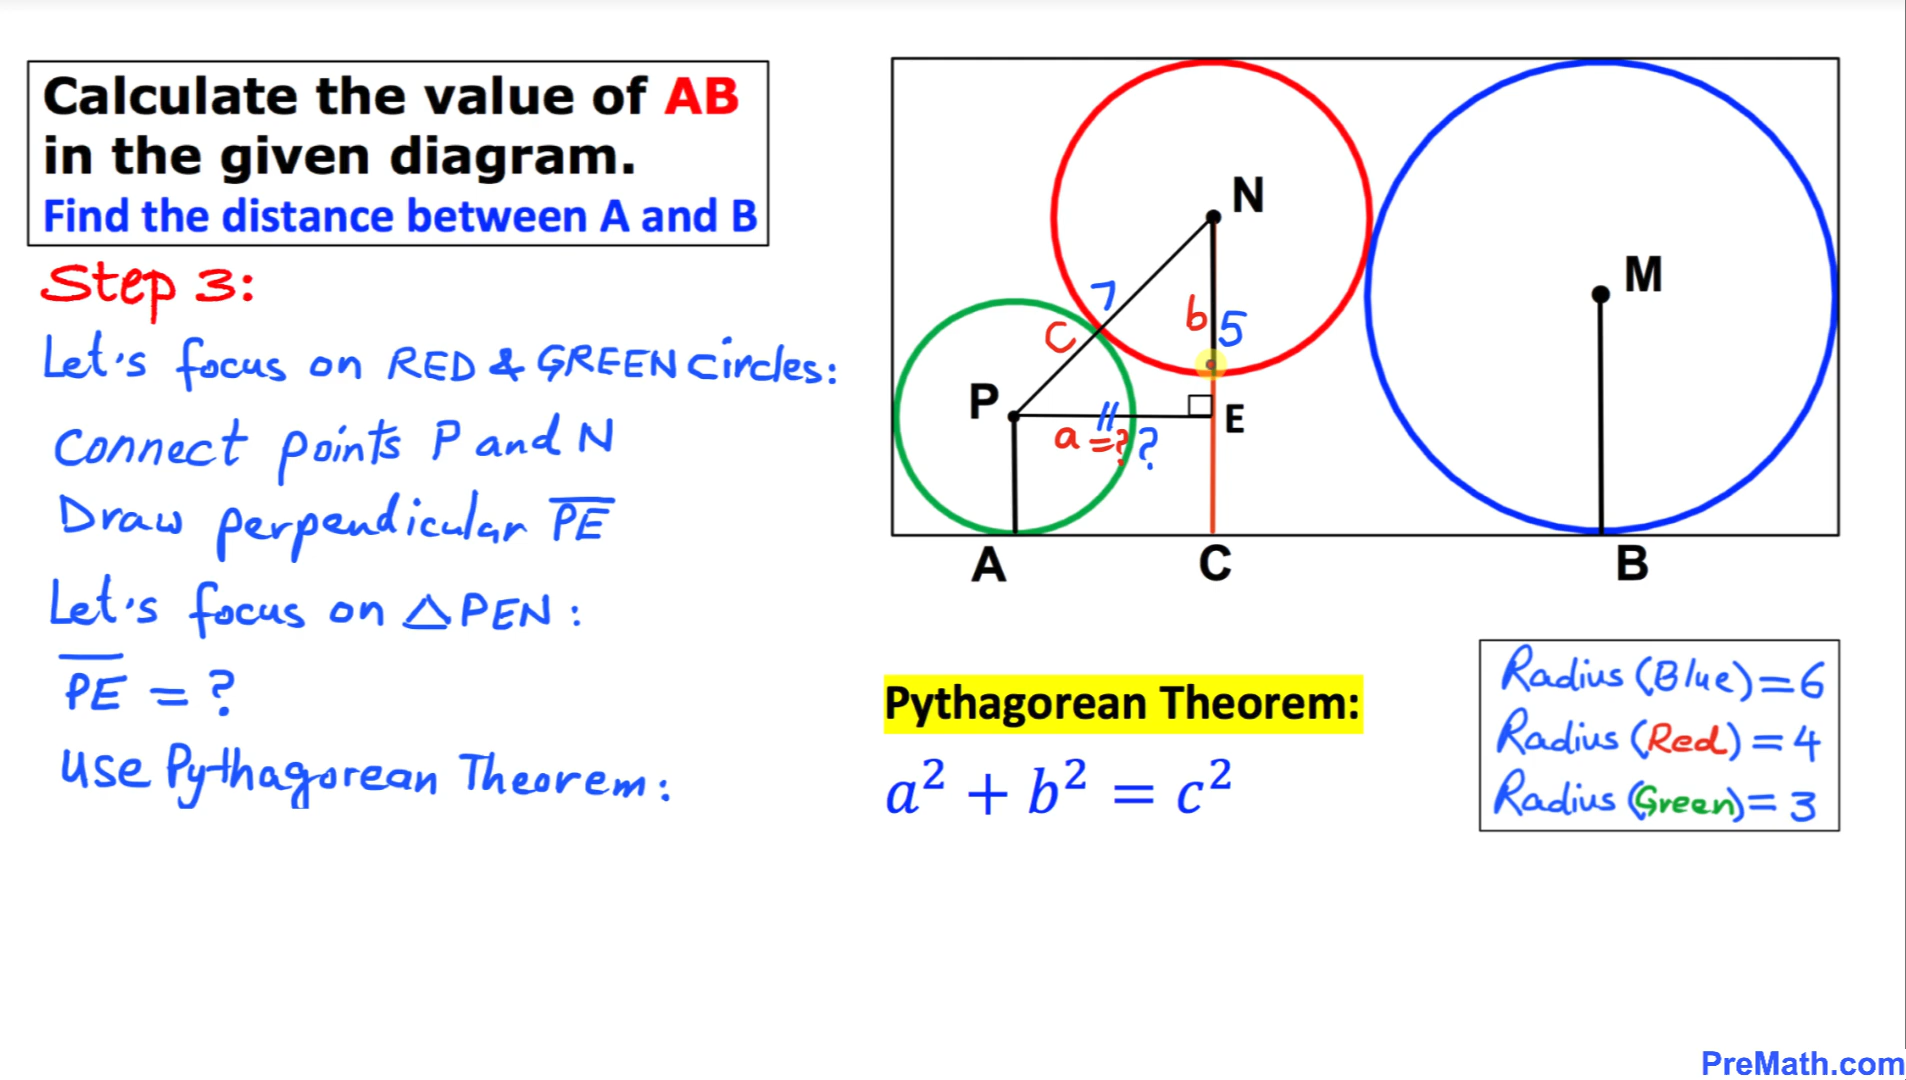 Calculate the value of AB
in the given diagram.
Find the distance between A and B
Step 3:
Let's focus on RED & GREEN circles:
Connect points P and N
Draw perpendicular PE
Let's focus on △PEN:
PE = ?
Use Pythagorean Theorem:
N
M
7
b
5
c
P
E
a = ?
11
?
A
C
B
Pythagorean Theorem:
a² + b² = c²
Radius (Blue) = 6
Radius (Red) = 4
Radius (Green) = 3
PreMath.com